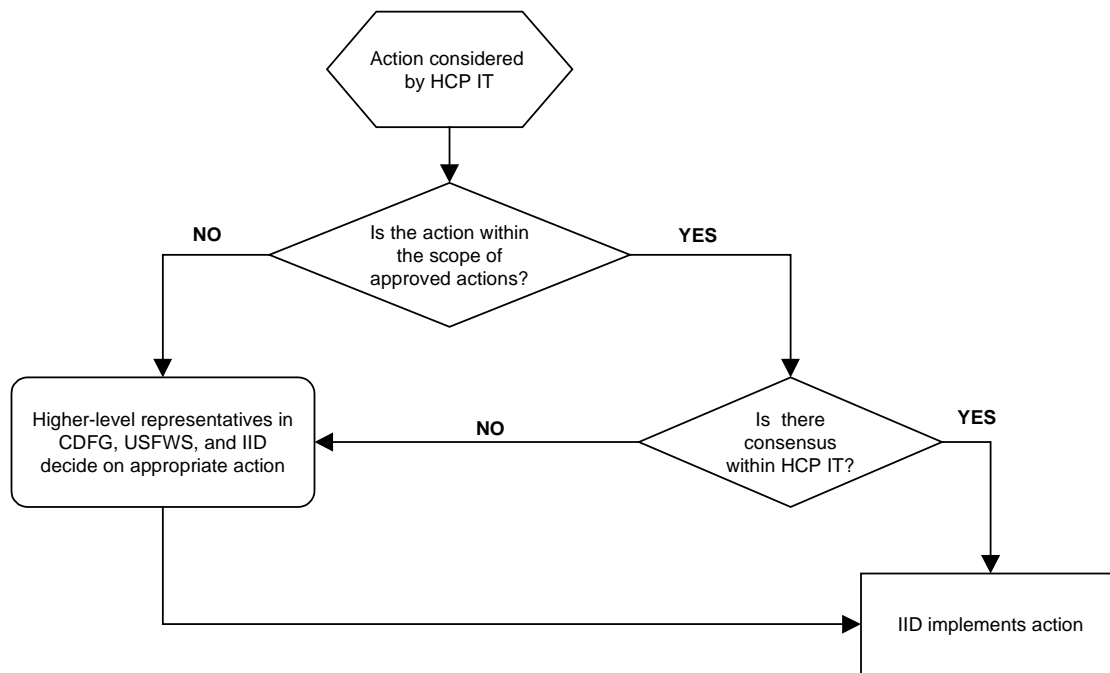 Action considered
by HCP IT
Is the action within
the scope of
approved actions?
NO
YES
Higher-level representatives in
CDFG, USFWS, and IID
decide on appropriate action
NO
Is there
consensus
within HCP IT?
YES
IID implements action